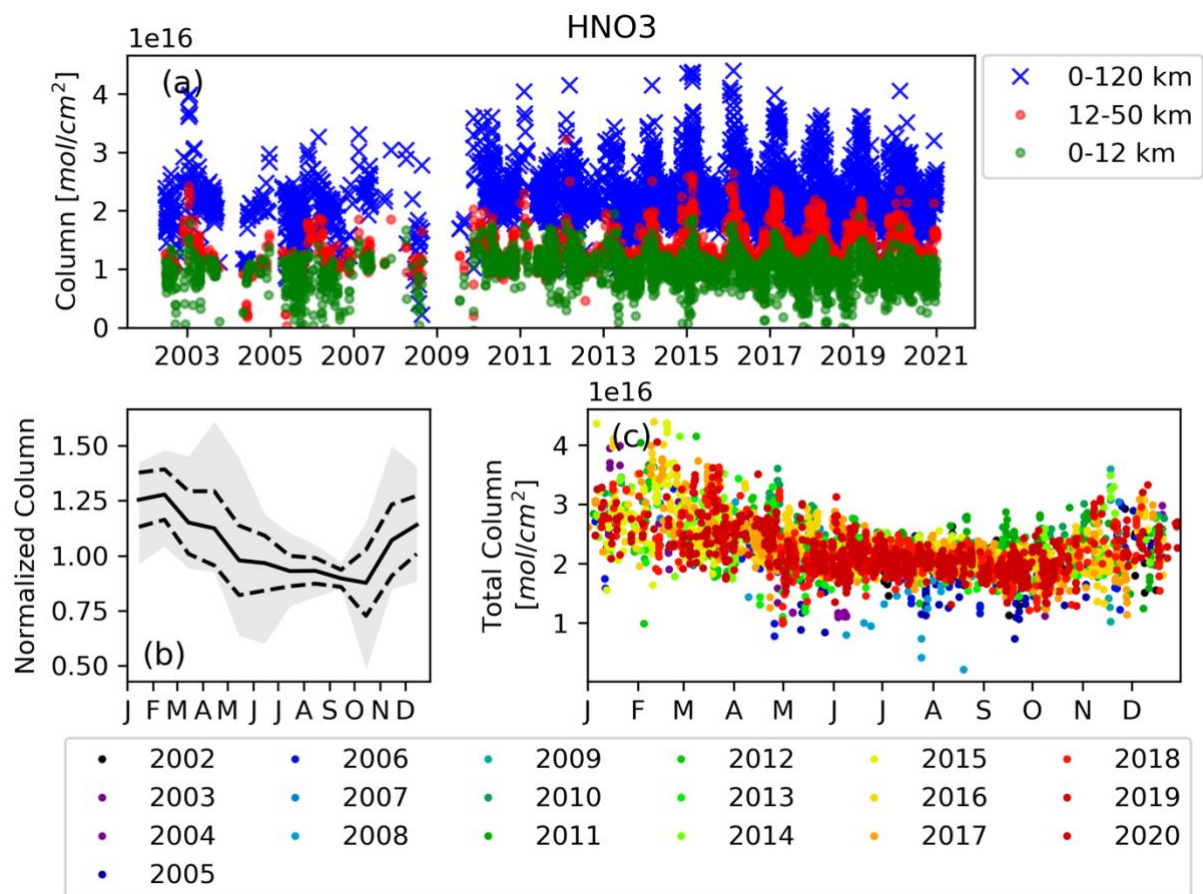 HNO3
1e16
(a)
Column [mol/cm²]
4
3
2
1
0
2003 2005 2007 2009 2011 2013 2015 2017 2019 2021
0-120 km
12-50 km
0-12 km
(b)
Normalized Column
1.50
1.25
1.00
0.75
0.50
J F M A M J J A S O N D
1e16
(c)
Total Column
[mol/cm²]
4
3
2
1
J F M A M J J A S O N D
2002 2006 2009 2012 2015 2018
2003 2007 2010 2013 2016 2019
2004 2008 2011 2014 2017 2020
2005